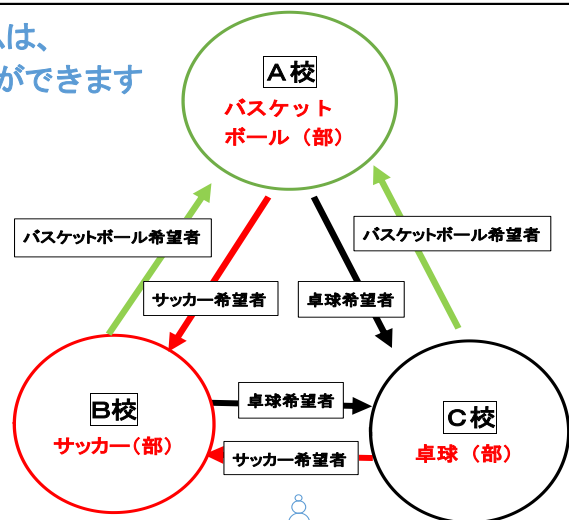 は、
ができます
A校
バスケット
ボール（部）
バスケットボール希望者
バスケットボール希望者
サッカー希望者
卓球希望者
B校
サッカー（部）
卓球希望者
サッカー希望者
C校
卓球（部）